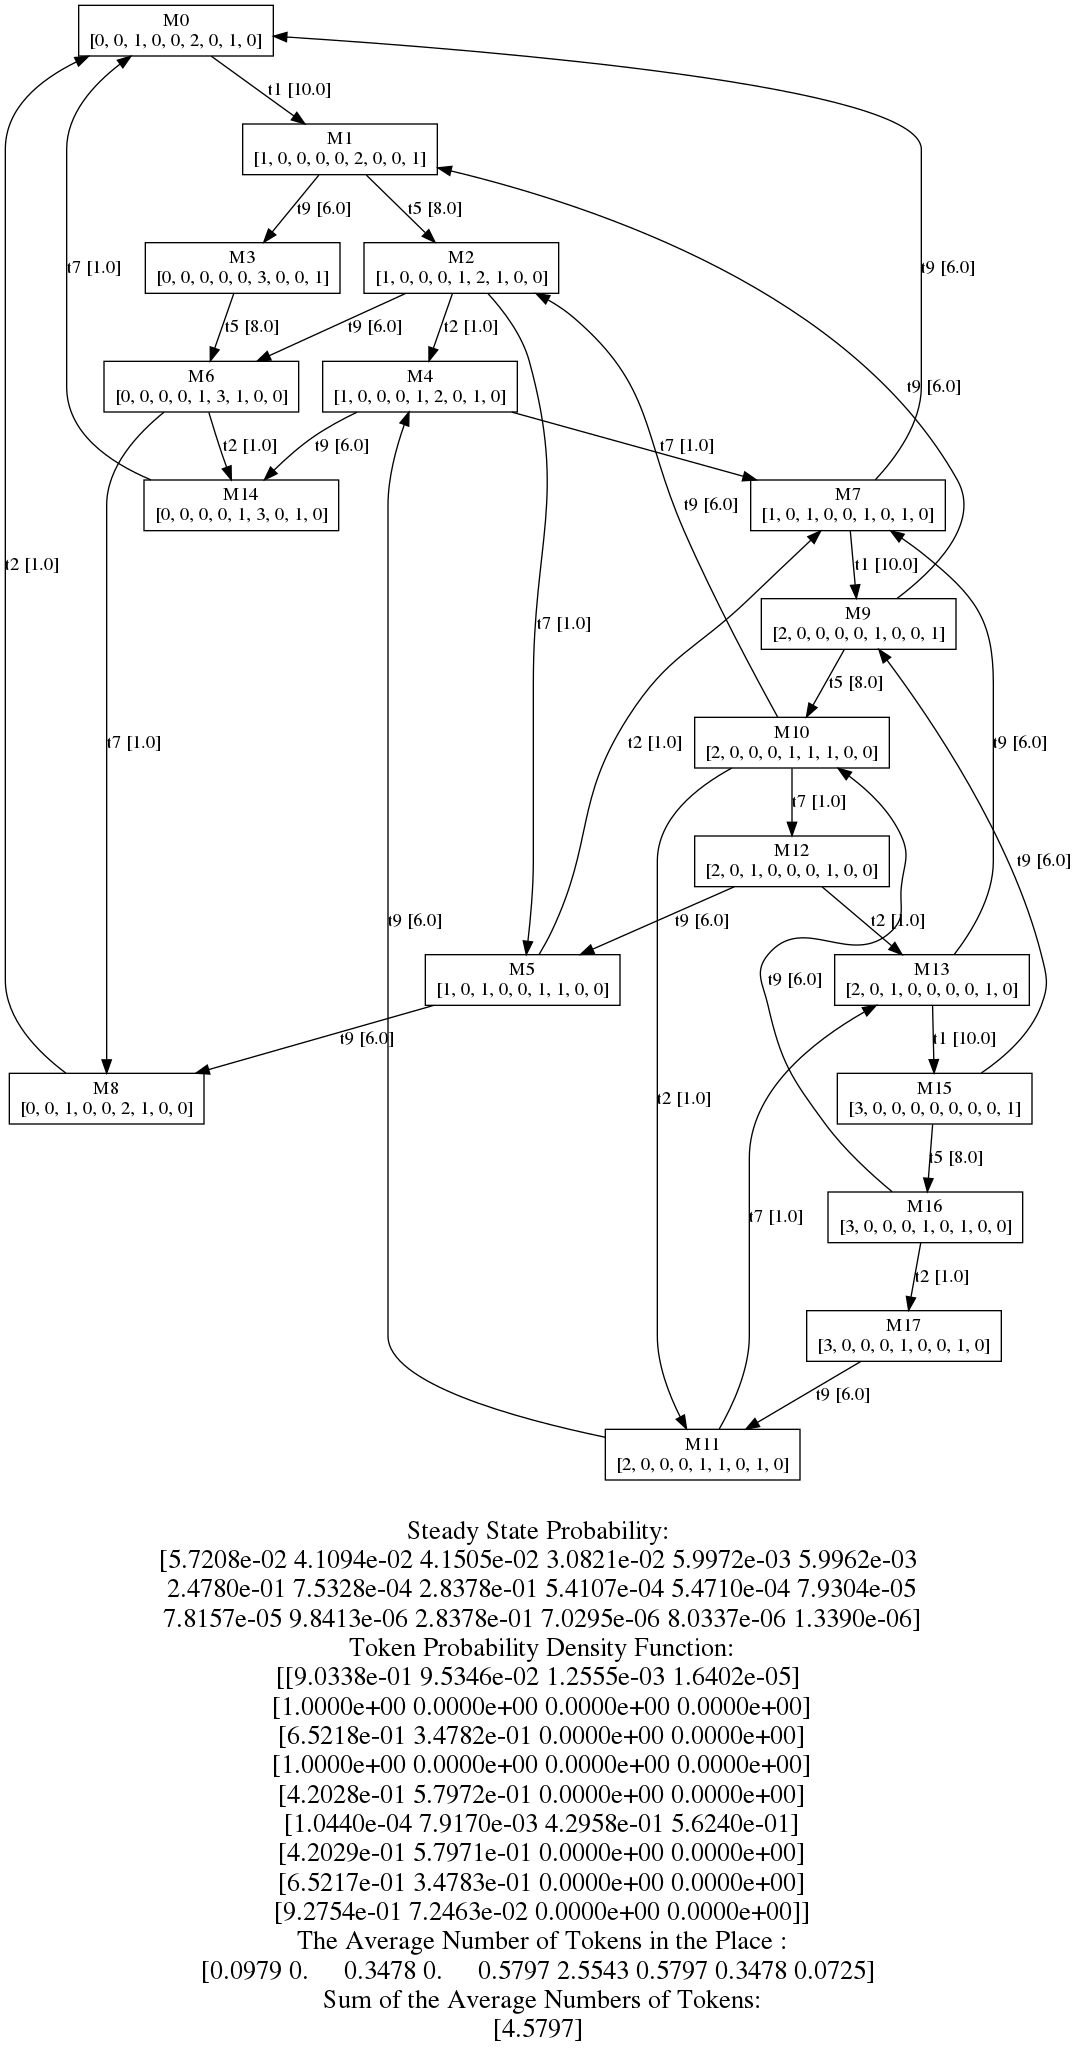 M0
[0, 0, 1, 0, 0, 2, 0, 1, 0]
t1 [10.0]
M1
[1, 0, 0, 0, 0, 2, 0, 0, 1]
t9 [6.0]
t5 [8.0]
M3
[0, 0, 0, 0, 0, 3, 0, 0, 1]
M2
[1, 0, 0, 0, 1, 2, 1, 0, 0]
t7 [1.0]
t9 [6.0]
t5 [8.0]
t9 [6.0]
t2 [1.0]
M6
[0, 0, 0, 0, 1, 3, 1, 0, 0]
M4
[1, 0, 0, 0, 1, 2, 0, 1, 0]
t9 [6.0]
t2 [1.0]
t9 [6.0]
t7 [1.0]
M14
[0, 0, 0, 0, 1, 3, 0, 1, 0]
M7
[1, 0, 1, 0, 0, 1, 0, 1, 0]
t9 [6.0]
t2 [1.0]
t1 [10.0]
M9
[2, 0, 0, 0, 0, 1, 0, 0, 1]
t7 [1.0]
t5 [8.0]
M10
[2, 0, 0, 0, 1, 1, 1, 0, 0]
t7 [1.0]
t2 [1.0]
t9 [6.0]
t7 [1.0]
M12
[2, 0, 1, 0, 0, 0, 1, 0, 0]
t9 [6.0]
t9 [6.0]
t9 [6.0]
t2 [1.0]
M5
[1, 0, 1, 0, 0, 1, 1, 0, 0]
M13
[2, 0, 1, 0, 0, 0, 0, 1, 0]
t9 [6.0]
t9 [6.0]
t1 [10.0]
M8
[0, 0, 1, 0, 0, 2, 1, 0, 0]
M15
[3, 0, 0, 0, 0, 0, 0, 0, 1]
t2 [1.0]
t5 [8.0]
M16
[3, 0, 0, 0, 1, 0, 1, 0, 0]
t7 [1.0]
t2 [1.0]
M17
[3, 0, 0, 0, 1, 0, 0, 1, 0]
t9 [6.0]
M11
[2, 0, 0, 0, 1, 1, 0, 1, 0]
Steady State Probability:
[5.7208e-02 4.1094e-02 4.1505e-02 3.0821e-02 5.9972e-03 5.9962e-03
2.4780e-01 7.5328e-04 2.8378e-01 5.4107e-04 5.4710e-04 7.9304e-05
7.8157e-05 9.8413e-06 2.8378e-01 7.0295e-06 8.0337e-06 1.3390e-06]
Token Probability Density Function:
[[9.0338e-01 9.5346e-02 1.2555e-03 1.6402e-05]
[1.0000e+00 0.0000e+00 0.0000e+00 0.0000e+00]
[6.5218e-01 3.4782e-01 0.0000e+00 0.0000e+00]
[1.0000e+00 0.0000e+00 0.0000e+00 0.0000e+00]
[4.2028e-01 5.7972e-01 0.0000e+00 0.0000e+00]
[1.0440e-04 7.9170e-03 4.2958e-01 5.6240e-01]
[4.2029e-01 5.7971e-01 0.0000e+00 0.0000e+00]
[6.5217e-01 3.4783e-01 0.0000e+00 0.0000e+00]
[9.2754e-01 7.2463e-02 0.0000e+00 0.0000e+00]]
The Average Number of Tokens in the Place :
[0.0979 0. 0.3478 0. 0.5797 2.5543 0.5797 0.3478 0.0725]
Sum of the Average Numbers of Tokens:
[4.5797]